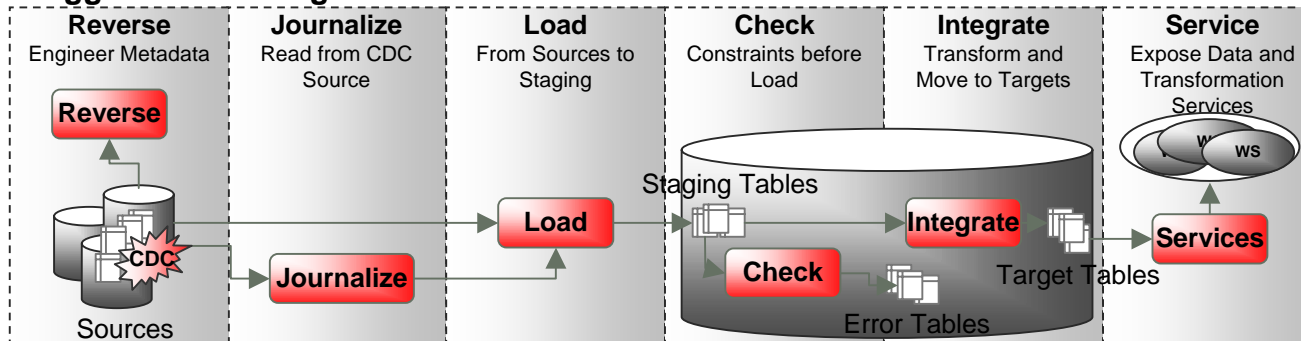 Reverse
Engineer Metadata
Journalize
Read from CDC
Source
Load
From Sources to
Staging
Check
Constraints before
Load
Integrate
Transform and
Move to Targets
Service
Expose Data and
Transformation
Services
Reverse
WS
Staging Tables
Load
Integrate
Services
CDC
Journalize
Check
Target Tables
Sources
Error Tables